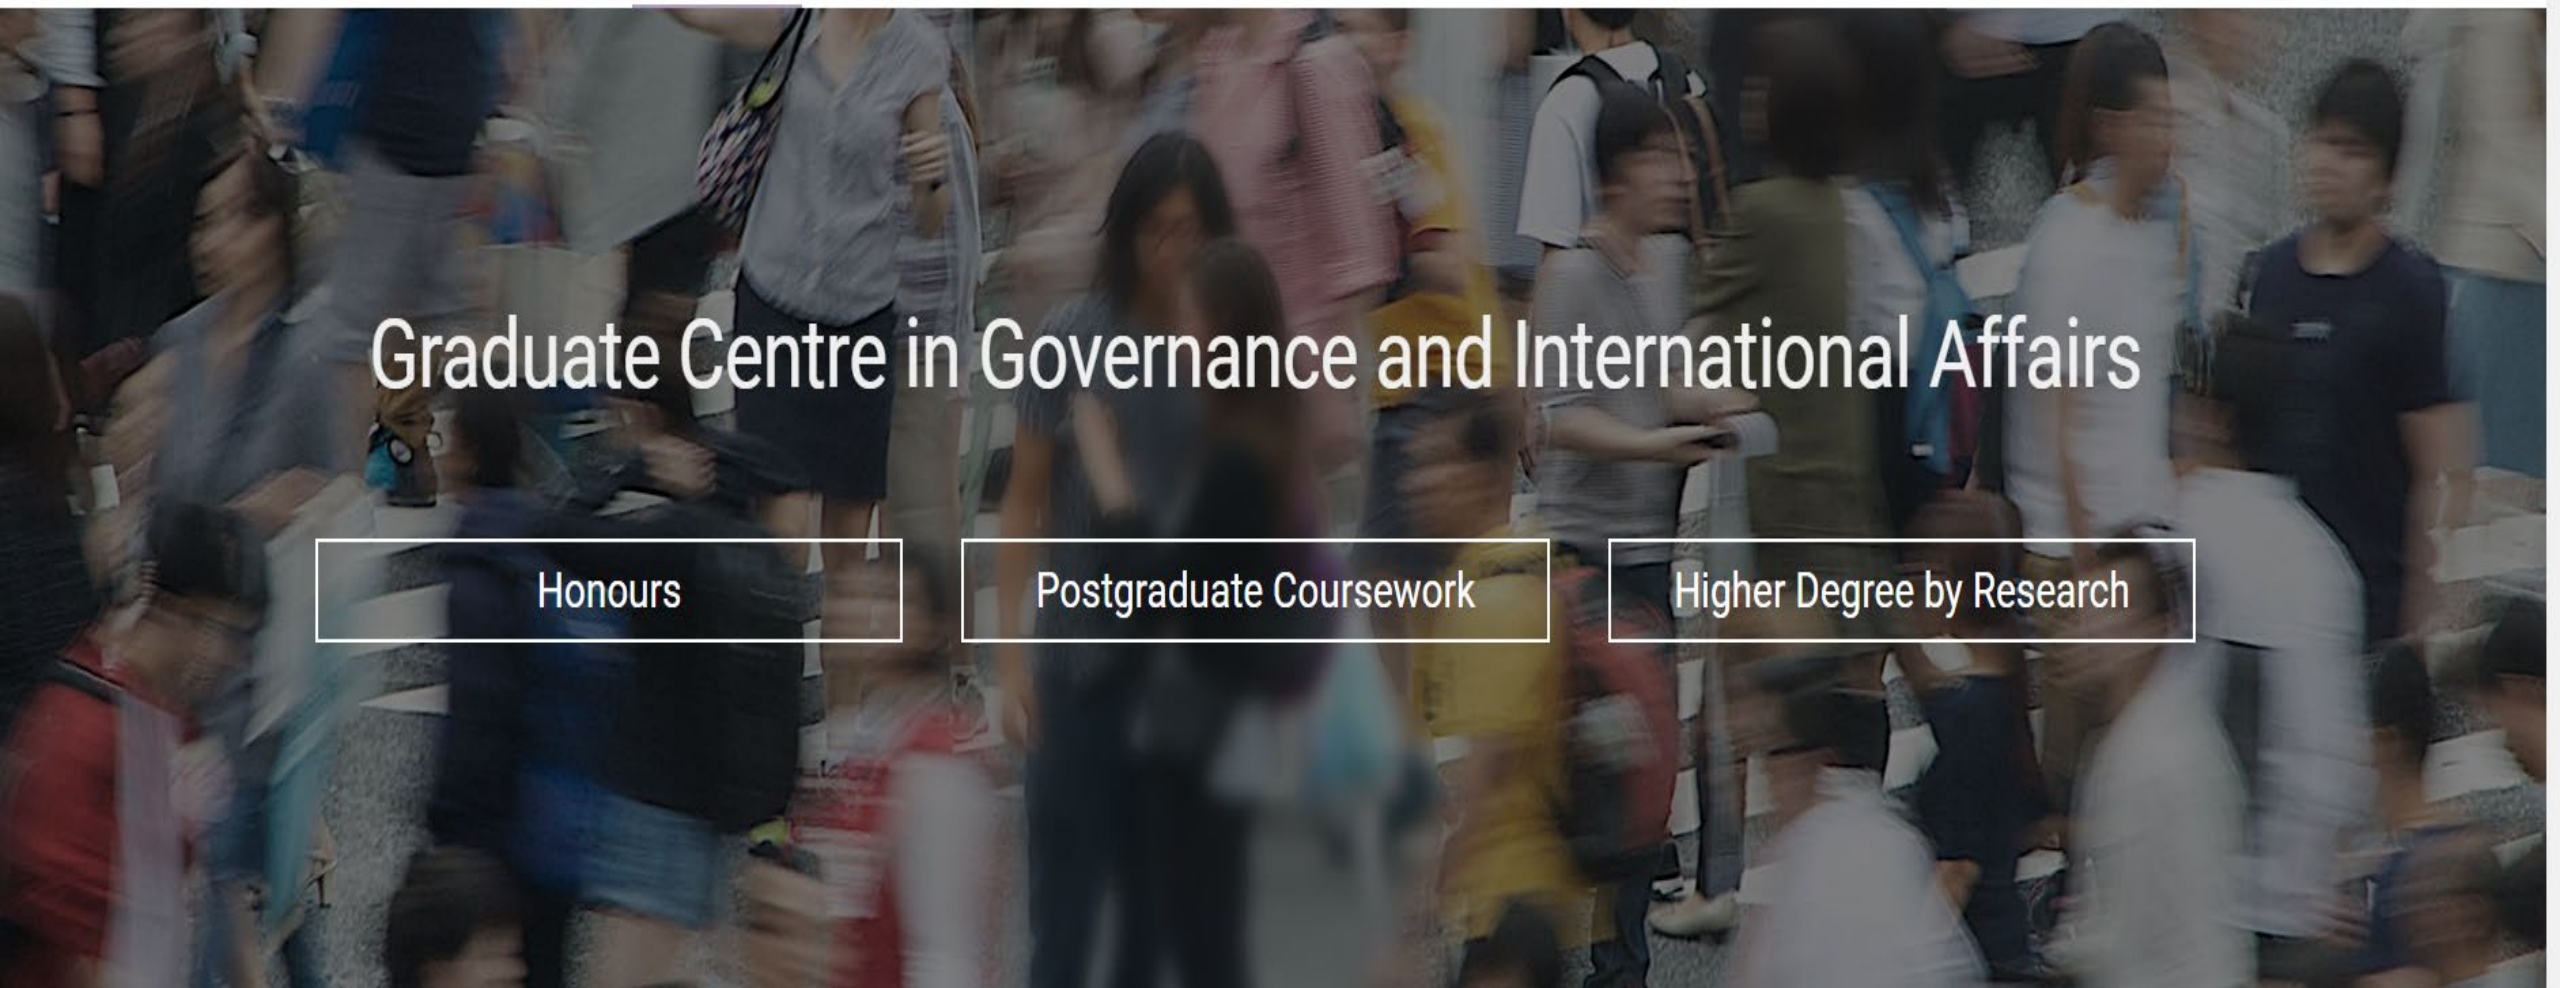 Graduate Centre in Governance and International Affairs
Honours
Postgraduate Coursework
Higher Degree by Research